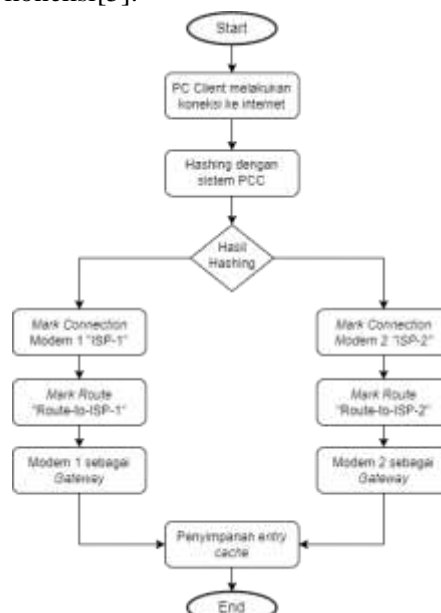 koneksi[5].
Start
PC Client melakukan
koneksi ke internet
Hashing dengan
sistem PCC
Hasil
Hashing
Mark Connection
Modem 1 "ISP-1"
Mark Connection
Modem 2 "ISP-2"
Mark Route
"Route-to-ISP-1"
Mark Route
"Route-to-ISP-2"
Modem 1 sebagai
Gateway
Modem 2 sebagai
Gateway
Penyimpanan entry
cache
End